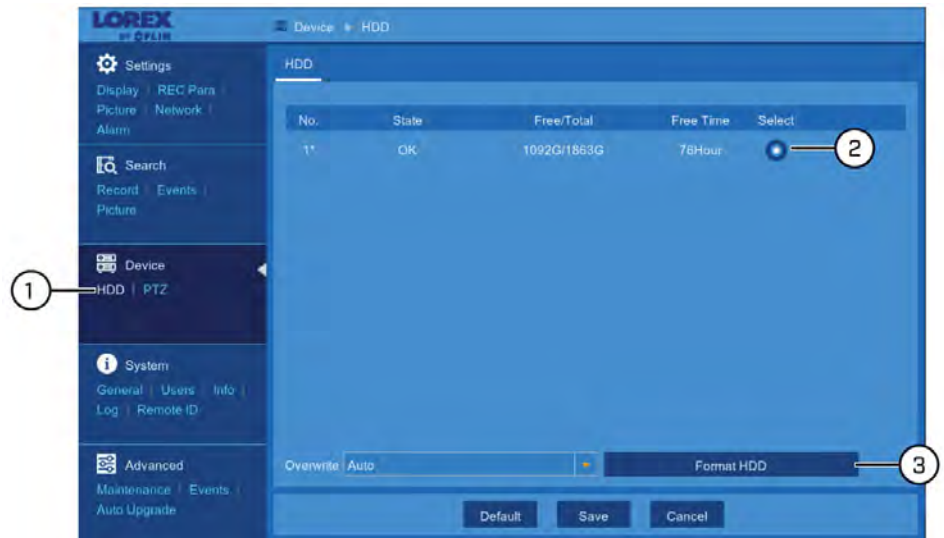 LOREX
BY FLIR
Device HDD
Settings
Display | REC Para |
Picture | Network |
Alarm
Search
Record | Events |
Picture
Device
HDD | PTZ
System
General | Users | Info |
Log | Remote ID
Advanced
Maintenance | Events |
Auto Upgrade
HDD
No. State Free/Total Free Time Select
1* OK 1092G/1863G 76Hour
Overwrite Auto Format HDD
Default Save Cancel
1
2
3